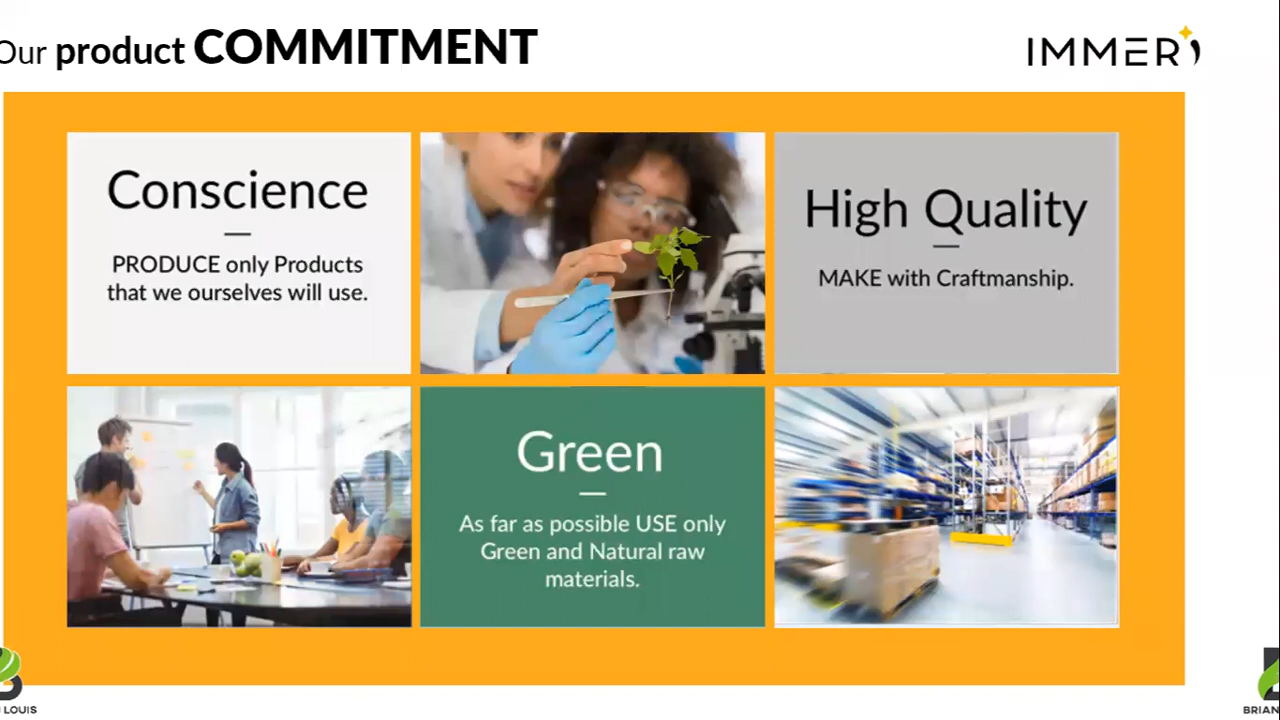 Our product COMMITMENT
IMMER
Conscience
PRODUCE only Products
that we ourselves will use.
High Quality
MAKE with Craftmanship.
Green
As far as possible USE only
Green and Natural raw
materials.
LOUIS
BRIAN